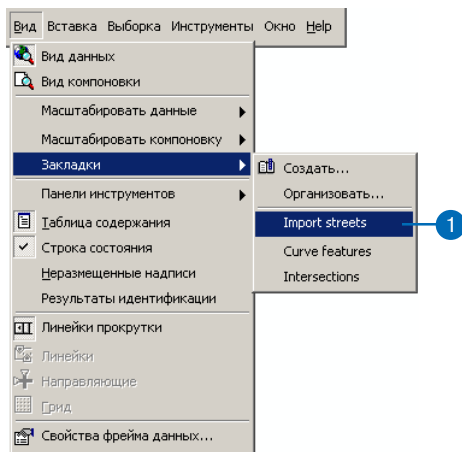 Вид Вставка Выборка Инструменты Окно Help
Вид данных
Вид компоновки
Масштабировать данные
Масштабировать компоновку
Закладки
Панели инструментов
Таблица содержания
Строка состояния
Неразмещенные надписи
Результаты идентификации
Линейки прокрутки
Линейки
Направляющие
Грид
Свойства фрейма данных...
Создать...
Организовать...
Import streets
Curve features
Intersections
1